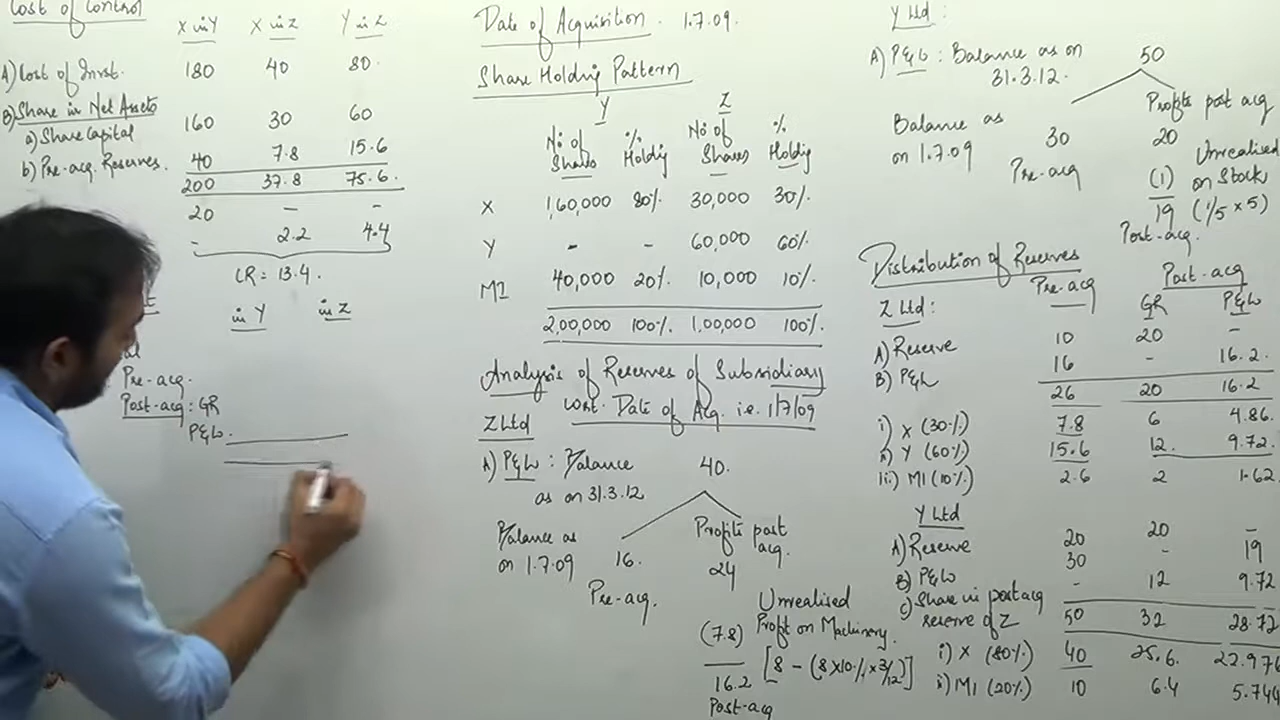 Cost of Control
X in Y X in Z Y in Z
A) Cost of Invst. 180 40 80.
B) Share in Net Assets
a) Share Capital 160 30 60
b) Pre-acq. Reserves. 40 7.8 15.6
200 37.8 75.6.
20 - -
- 2.2 4.4
CR = 13.4.
in Y in Z
Pre-acq.
Post-acq: GR
P&L.
Date of Acquisition. 1.7.09.
Share Holding Pattern
Y Z
No: of Shares % Holdig No: of Shares % Holdig
X 1,60,000 80% 30,000 30%
Y - - 60,000 60%
MI 40,000 20% 10,000 10%
2,00,000 100% 1,00,000 100%.
Analysis of Reserves of Subsidiary
w.r.t. Date of Acq. i.e. 1/7/09
Z Ltd
A) P&L: Balance 40.
as on 31.3.12
Balance as on 1.7.09 16.
Pre-acq.
Profits post acq.
24
(7.8) Unrealised Profit on Machinery.
16.2 [8 - (8x10% x 3/12)]
Post-acq
Y Ltd:
A) P&L: Balance as on 50
31.3.12.
Balance as on 1.7.09 30
Pre-acq
Profits post acq
20
(1) Unrealised on Stock
19 (1/5 x 5)
Post-acq.
Distribution of Reserves
Pre-acq Post-acq
Z Ltd: GR P&L
A) Reserve 10 20 -
B) P&L 16 - 16.2.
26 20 16.2
i) X (30%) 7.8 6 4.86.
ii) Y (60%) 15.6 12. 9.72.
iii) MI (10%) 2.6 2 1.62
Y Ltd
A) Reserve 20 20 -
B) P&L 30 - 19
c) Share in post acq reserve of Z - 12 9.72
50 32 28.72
i) X (80%) 40 25.6. 22.976
ii) MI (20%) 10 6.4 5.744